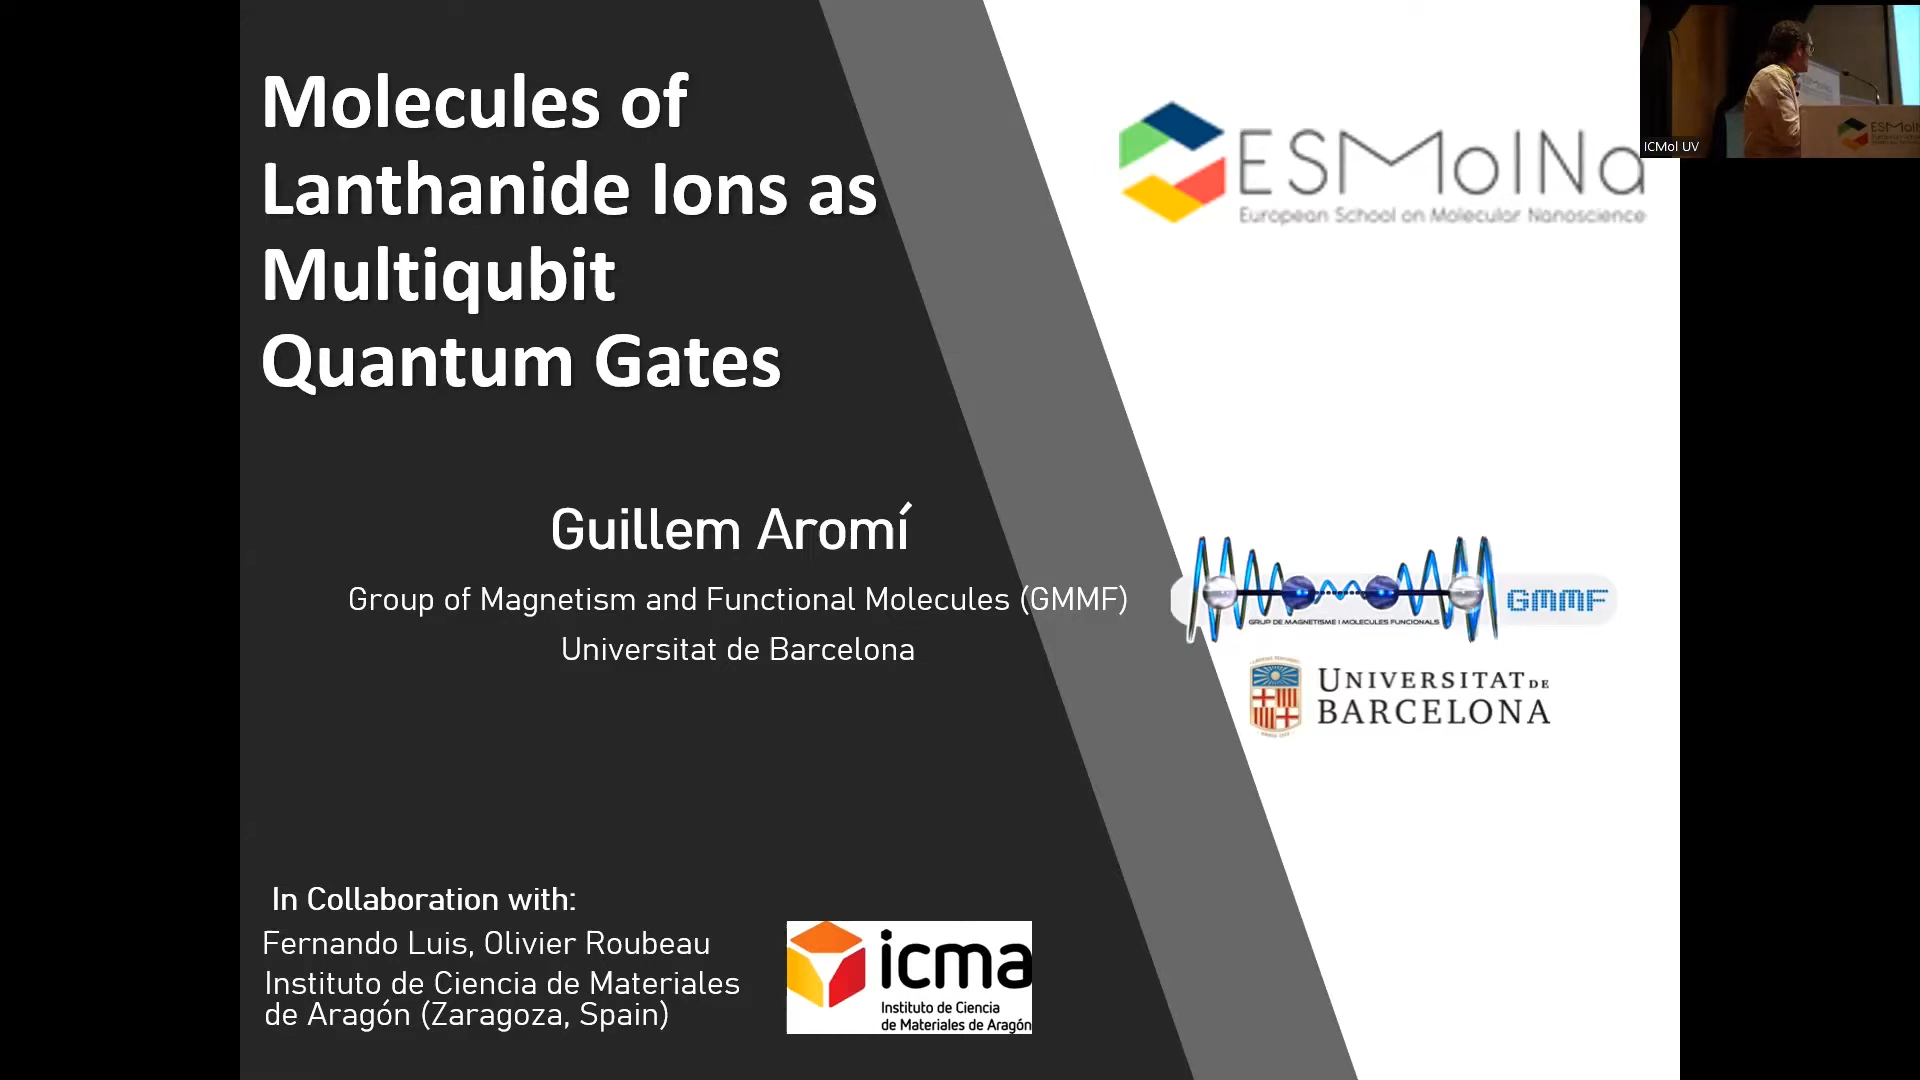 Molecules of
Lanthanide Ions as
Multiqubit
Quantum Gates
Guillem Aromí
Group of Magnetism and Functional Molecules (GMMF)
Universitat de Barcelona
In Collaboration with:
Fernando Luis, Olivier Roubeau
Instituto de Ciencia de Materiales
de Aragón (Zaragoza, Spain)
icma
Instituto de Ciencia
de Materiales de Aragón
ESMolNa
European School on Molecular Nanoscience
GMMF
GRUP DE MAGNETISME I MOLECULES FUNCIONALS
UNIVERSITAT DE
BARCELONA
ICMol UV